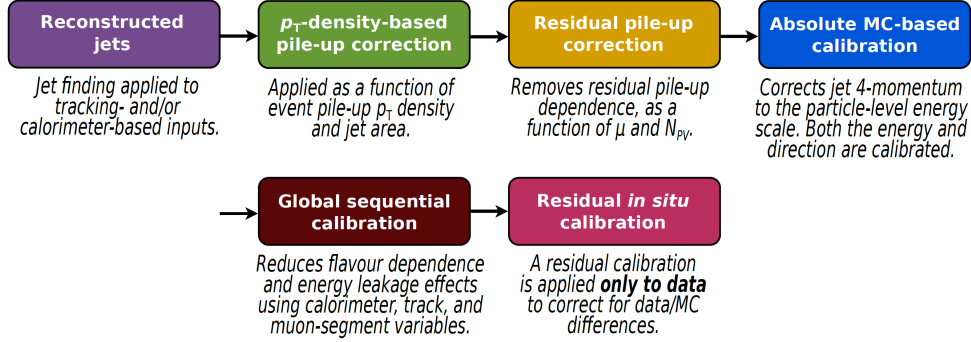 Reconstructed
jets
Jet finding applied to
tracking- and/or
calorimeter-based inputs.
pT-density-based
pile-up correction
Applied as a function of
event pile-up pT density
and jet area.
Residual pile-up
correction
Removes residual pile-up
dependence, as a
function of µ and NPV.
Absolute MC-based
calibration
Corrects jet 4-momentum
to the particle-level energy
scale. Both the energy and
direction are calibrated.
Global sequential
calibration
Reduces flavour dependence
and energy leakage effects
using calorimeter, track, and
muon-segment variables.
Residual in situ
calibration
A residual calibration
is applied only to data
to correct for data/MC
differences.